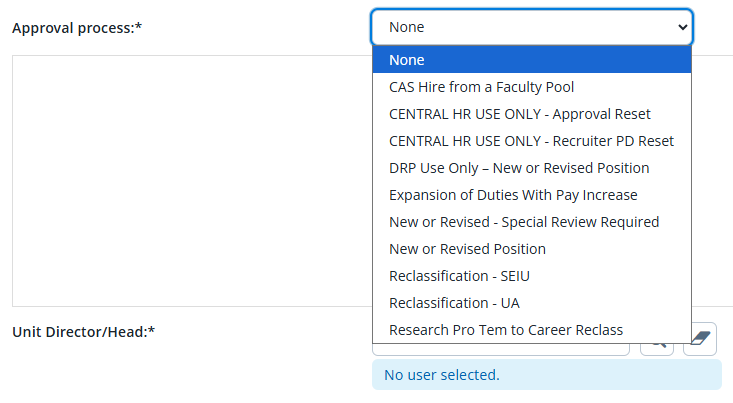 Approval process:*
None
None
CAS Hire from a Faculty Pool
CENTRAL HR USE ONLY - Approval Reset
CENTRAL HR USE ONLY - Recruiter PD Reset
DRP Use Only – New or Revised Position
Expansion of Duties With Pay Increase
New or Revised - Special Review Required
New or Revised Position
Reclassification - SEIU
Reclassification - UA
Research Pro Tem to Career Reclass
Unit Director/Head:*
No user selected.